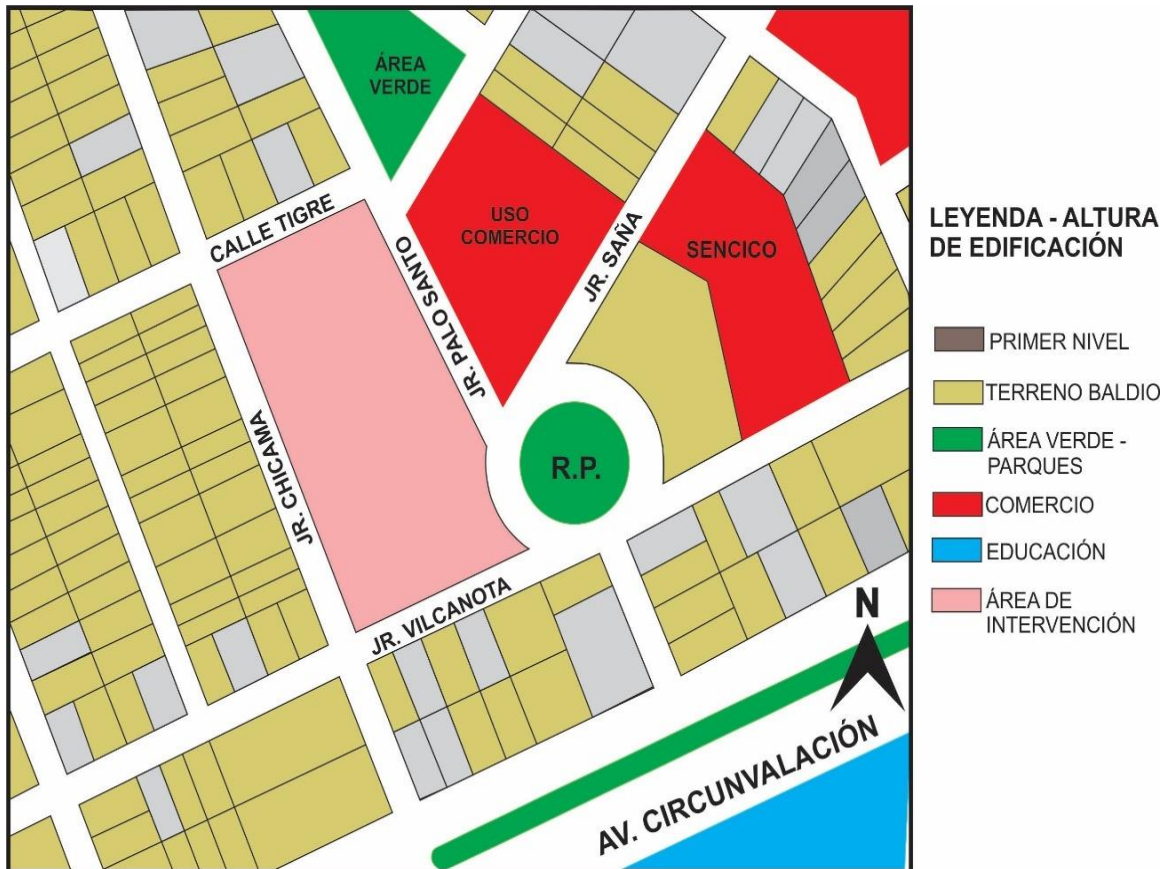 ÁREA
VERDE
CALLE TIGRE
USO
COMERCIO
JR. PALO SANTO
JR. SAÑA
SENCICO
JR. CHICAMA
R.P.
JR. VILCANOTA
N
AV. CIRCUNVALACIÓN
LEYENDA - ALTURA
DE EDIFICACIÓN
PRIMER NIVEL
TERRENO BALDIO
ÁREA VERDE -
PARQUES
COMERCIO
EDUCACIÓN
ÁREA DE
INTERVENCIÓN